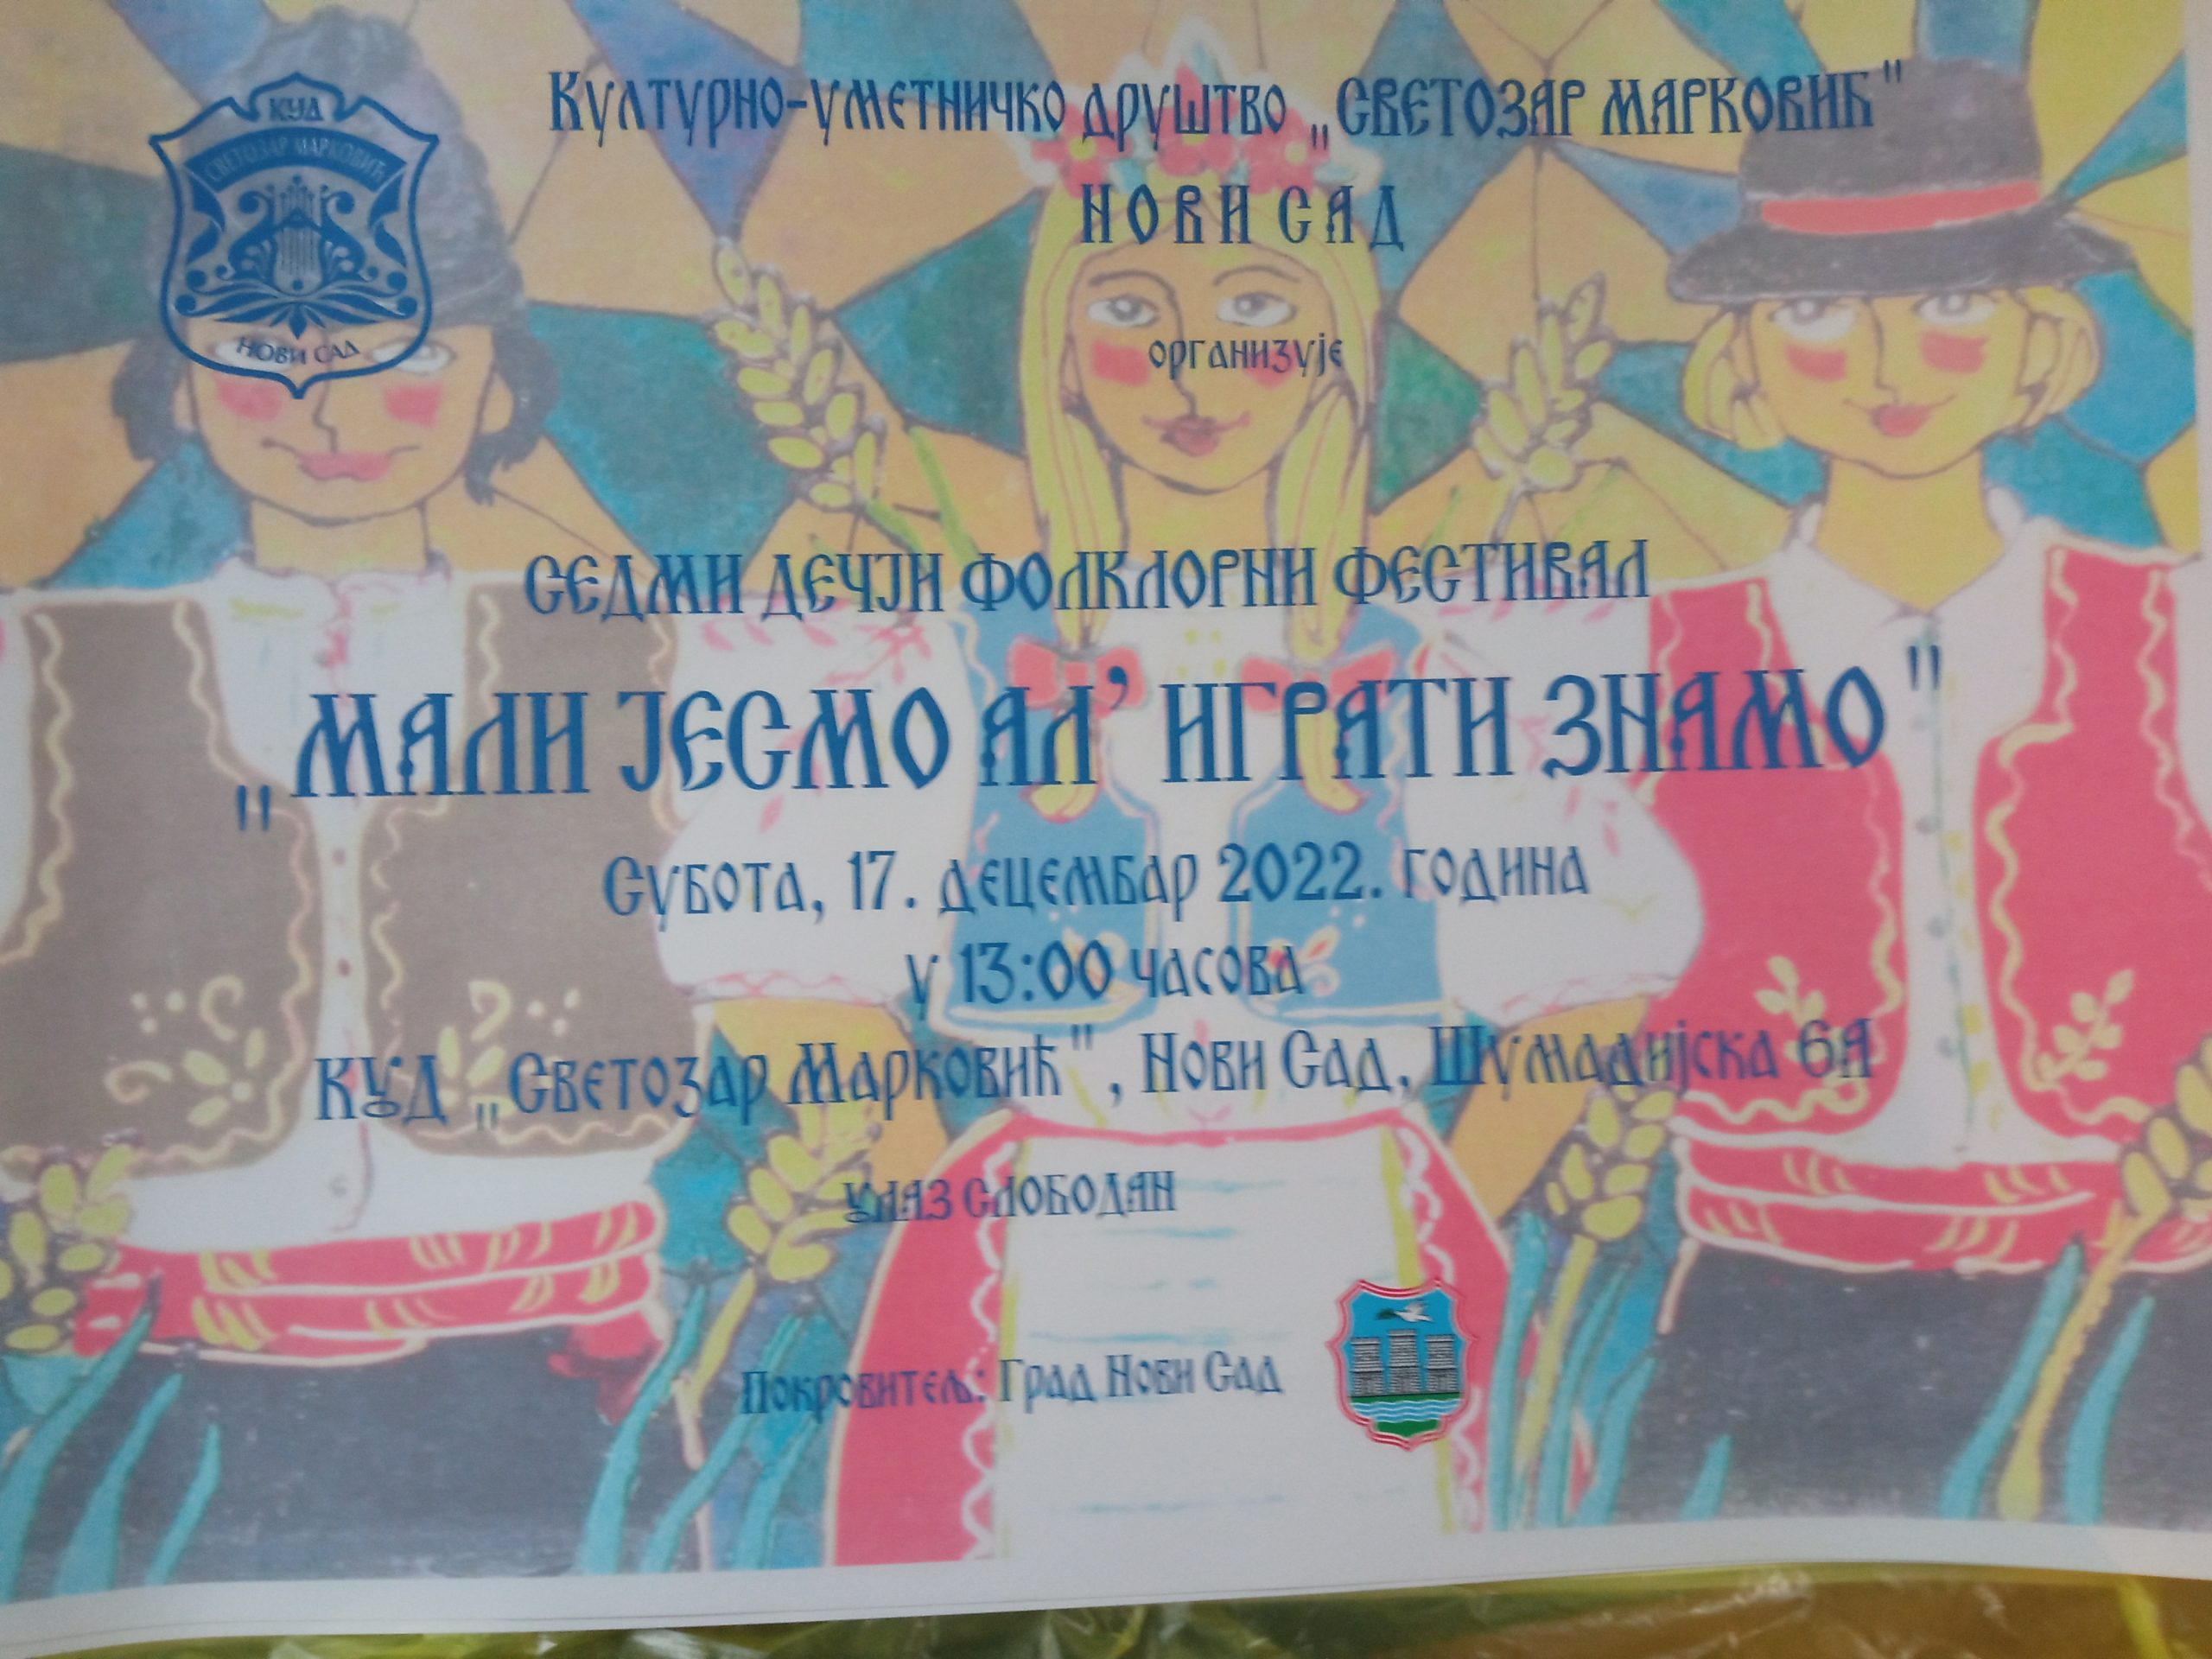 КУД
СВЕТОЗАР МАРКОВИЋ
НОВИ САД
Културно-уметничко друштво „СВЕТОЗАР МАРКОВИЋ"
НОВИ САД
организује
СЕДМИ ДЕЧЈИ ФОЛКЛОРНИ ФЕСТИВАЛ
„МАЛИ ЈЕСМО АЛ’ ИГРАТИ ЗНАМО"
Субота, 17. децембар 2022. година
у 13:00 часова
КУД „Светозар Марковић", Нови Сад, Шумадијска 6А
УЛАЗ СЛОБОДАН
Покровитељ: Град Нови Сад